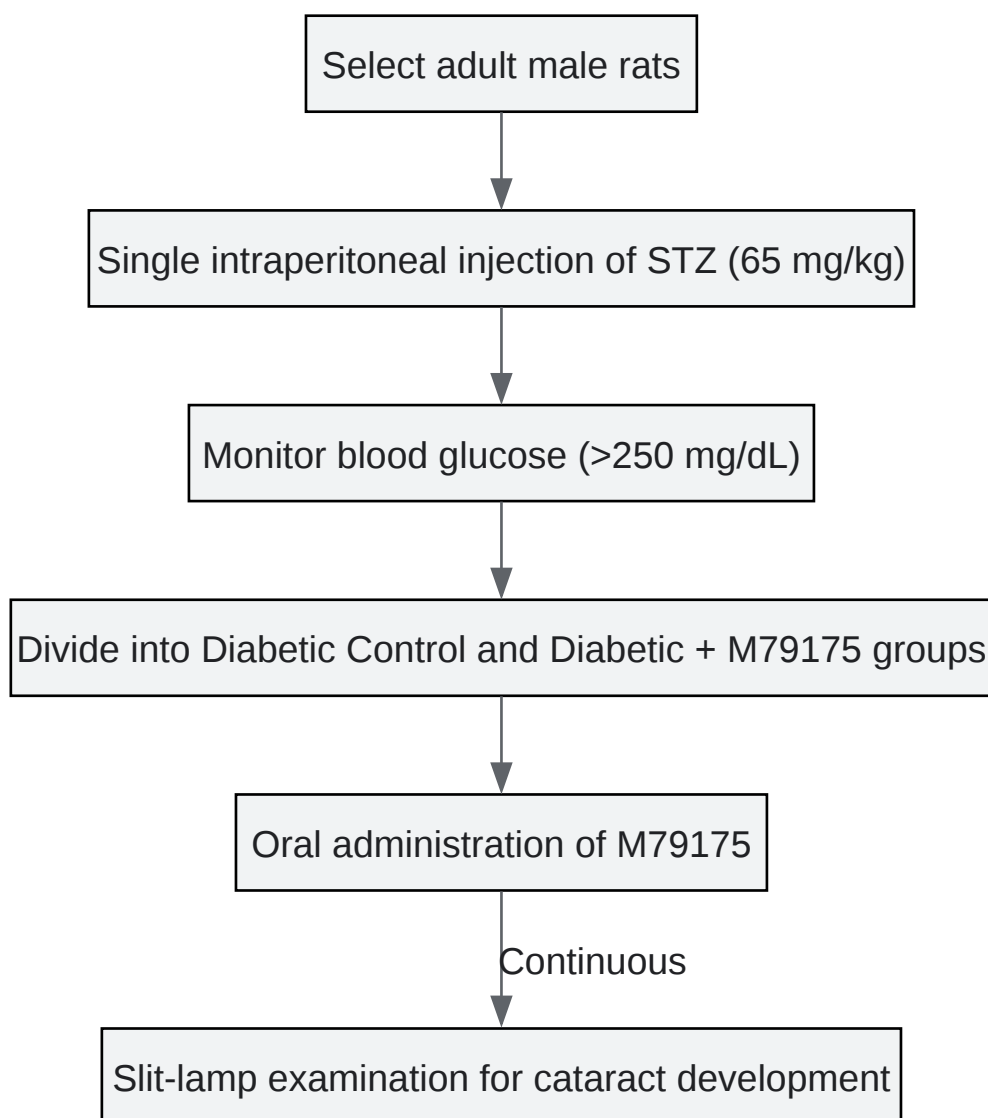 Select adult male rats
Single intraperitoneal injection of STZ (65 mg/kg)
Monitor blood glucose (>250 mg/dL)
Divide into Diabetic Control and Diabetic + M79175 groups
Oral administration of M79175
Continuous
Slit-lamp examination for cataract development